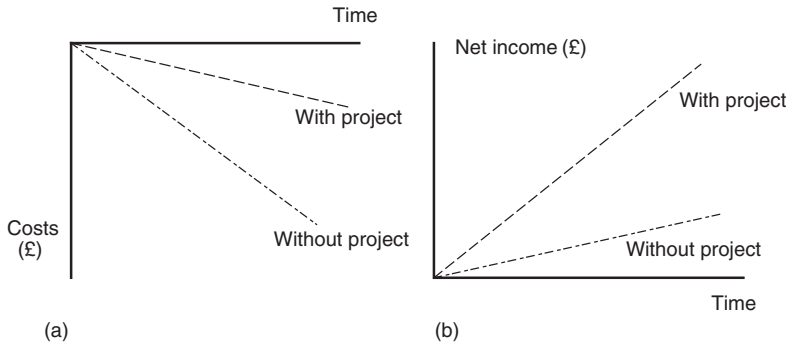 Time
With project
Without project
Costs
(£)
(a)
Net income (£)
With project
Without project
Time
(b)